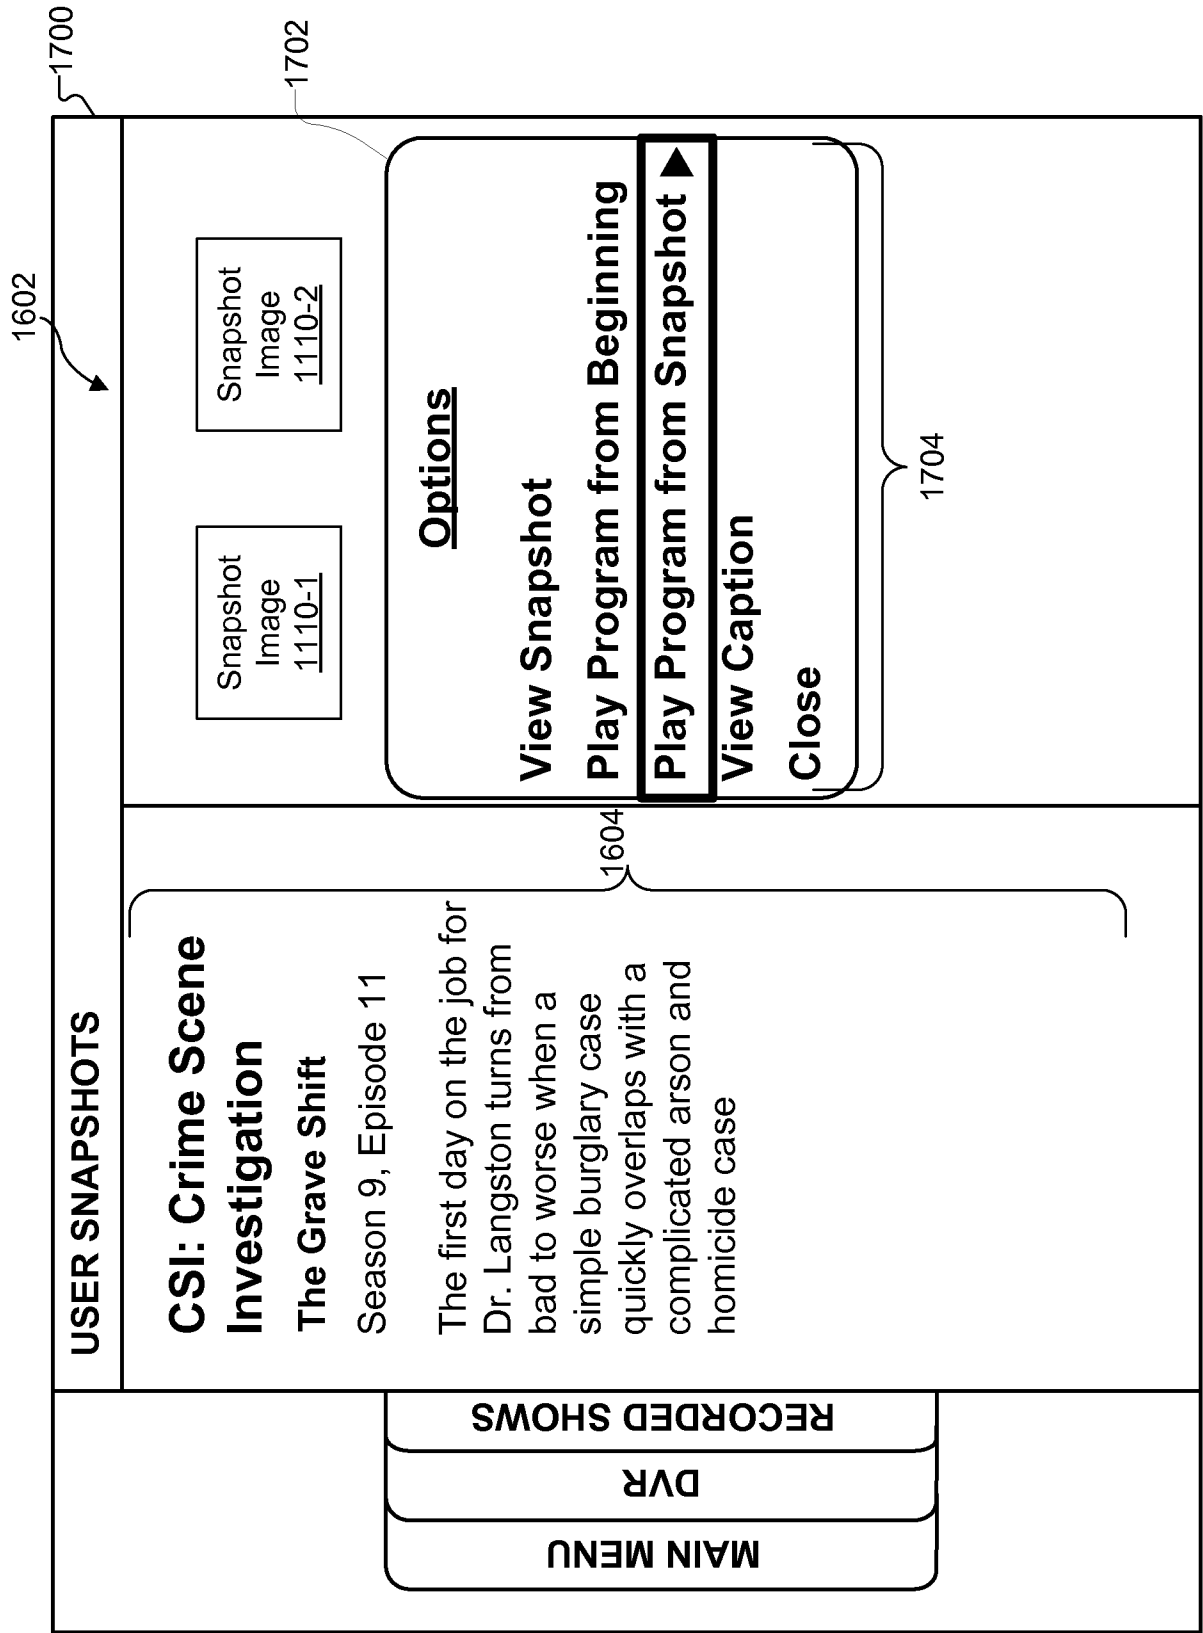 1700
1602
1702
USER SNAPSHOTS
MAIN MENU
DVR
RECORDED SHOWS
CSI: Crime Scene
Investigation
The Grave Shift
Season 9, Episode 11
The first day on the job for
Dr. Langston turns from
bad to worse when a
simple burglary case
quickly overlaps with a
complicated arson and
homicide case
1604
Snapshot
Image
1110-1
Snapshot
Image
1110-2
Options
View Snapshot
Play Program from Beginning
Play Program from Snapshot
View Caption
Close
1704